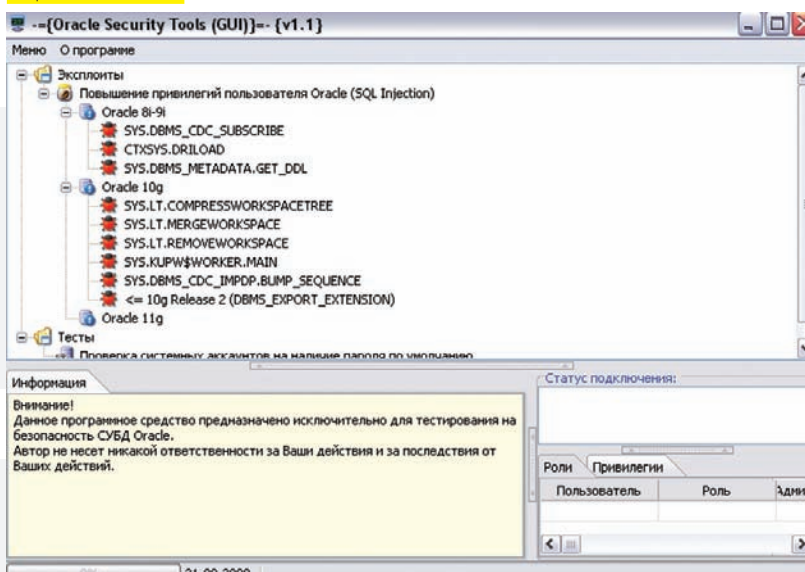 -={Oracle Security Tools (GUI)}=- {v1.1}
Меню О программе
Эксплоиты
Повышение привилегий пользователя Oracle (SQL Injection)
Oracle 8i-9i
SYS.DBMS_CDC_SUBSCRIBE
CTXSYS.DRILOAD
SYS.DBMS_METADATA.GET_DDL
Oracle 10g
SYS.LT.COMPRESSWORKSPACETREE
SYS.LT.MERGEWORKSPACE
SYS.LT.REMOVEWORKSPACE
SYS.KUPW$WORKER.MAIN
SYS.DBMS_CDC_IMPDP.BUMP_SEQUENCE
<= 10g Release 2 (DBMS_EXPORT_EXTENSION)
Oracle 11g
Тесты
Проверка системных аккаунтов на наличие пароля по умолчанию
Информация
Внимание!
Данное программное средство предназначено исключительно для тестирования на
безопасность СУБД Oracle.
Автор не несет никакой ответственности за Ваши действия и за последствия от
Ваших действий.
Статус подключения:
Роли Привилегии
Пользователь Роль Адми